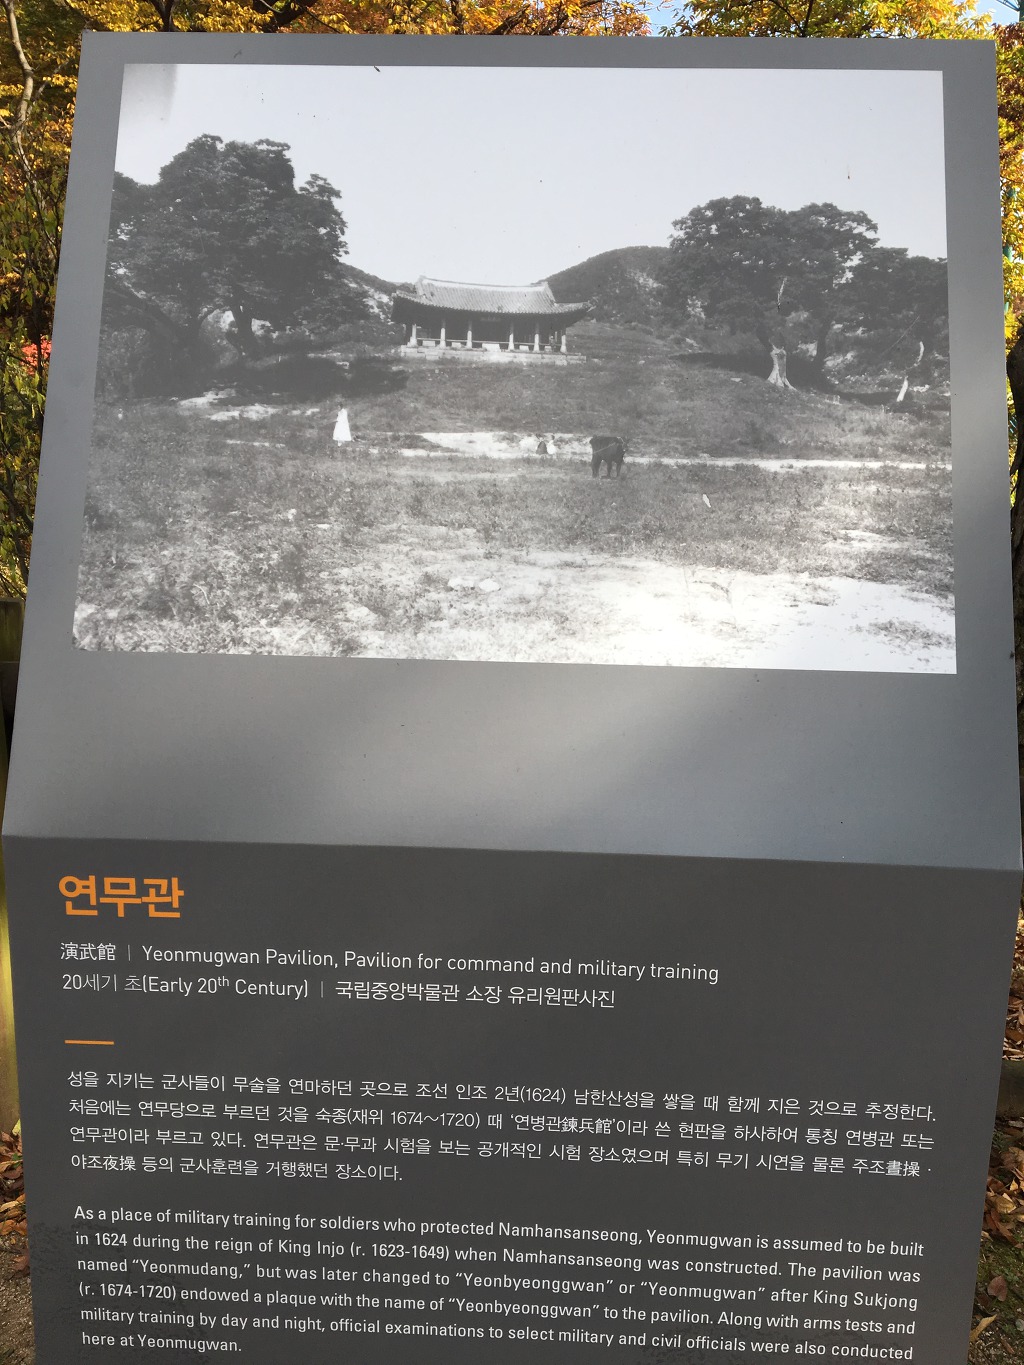 연무관
演武館 | Yeonmugwan Pavilion, Pavilion for command and military training
20세기 초(Early 20th Century) | 국립중앙박물관 소장 유리원판사진
성을 지키는 군사들이 무술을 연마하던 곳으로 조선 인조 2년(1624) 남한산성을 쌓을 때 함께 지은 것으로 추정한다.
처음에는 연무당으로 부르던 것을 숙종(재위 1674~1720) 때 '연병관鍊兵館'이라 쓴 현판을 하사하여 통칭 연병관 또는
연무관이라 부르고 있다. 연무관은 문·무과 시험을 보는 공개적인 시험 장소였으며 특히 무기 시연을 물론 주조晝操 ·
야조夜操 등의 군사훈련을 거행했던 장소이다.
As a place of military training for soldiers who protected Namhansanseong, Yeonmugwan is assumed to be built
in 1624 during the reign of King Injo (r. 1623-1649) when Namhansanseong was constructed. The pavilion was
named "Yeonmudang," but was later changed to "Yeonbyeonggwan" or "Yeonmugwan" after King Sukjong
(r. 1674-1720) endowed a plaque with the name of "Yeonbyeonggwan" to the pavilion. Along with arms tests and
military training by day and night, official examinations to select military and civil officials were also conducted
here at Yeonmugwan.